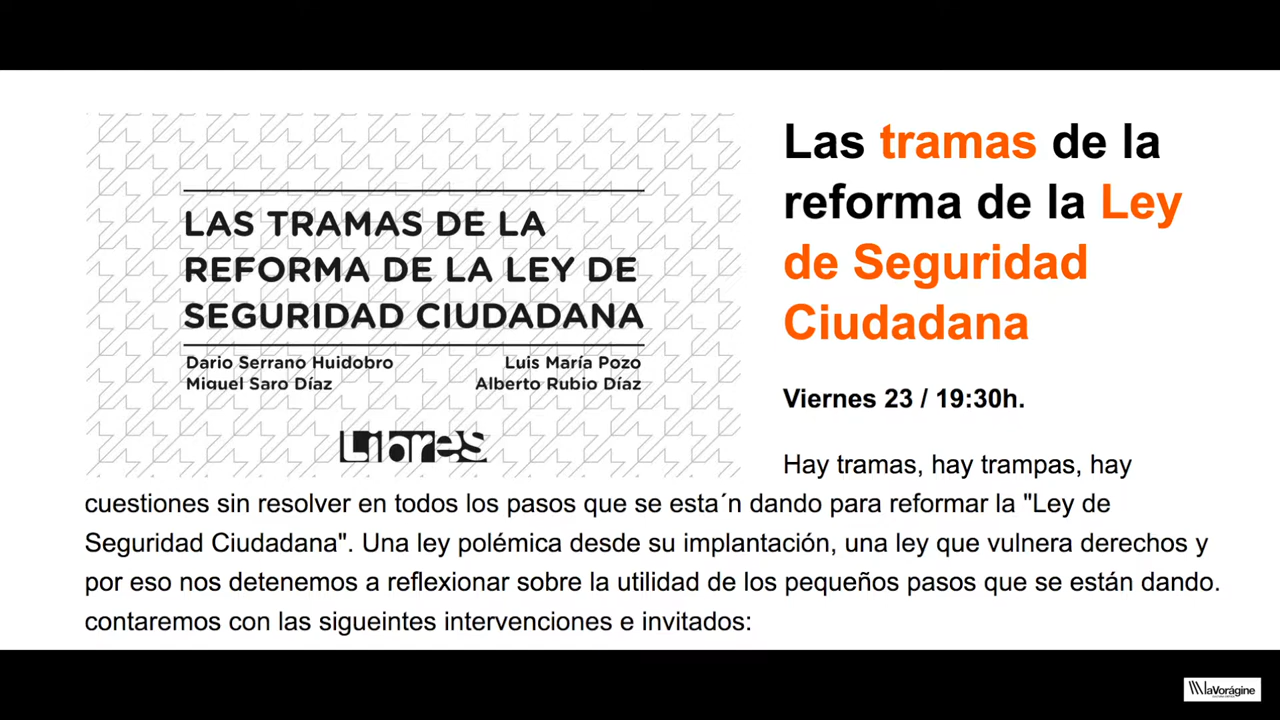 LAS TRAMAS DE LA
REFORMA DE LA LEY DE
SEGURIDAD CIUDADANA
Dario Serrano Huidobro
Miguel Saro Díaz
Luis María Pozo
Alberto Rubio Díaz
Libres
Las tramas de la
reforma de la Ley
de Seguridad
Ciudadana
Viernes 23 / 19:30h.
Hay tramas, hay trampas, hay
cuestiones sin resolver en todos los pasos que se esta´n dando para reformar la "Ley de
Seguridad Ciudadana". Una ley polémica desde su implantación, una ley que vulnera derechos y
por eso nos detenemos a reflexionar sobre la utilidad de los pequeños pasos que se están dando.
contaremos con las sigueintes intervenciones e invitados:
laVorágine